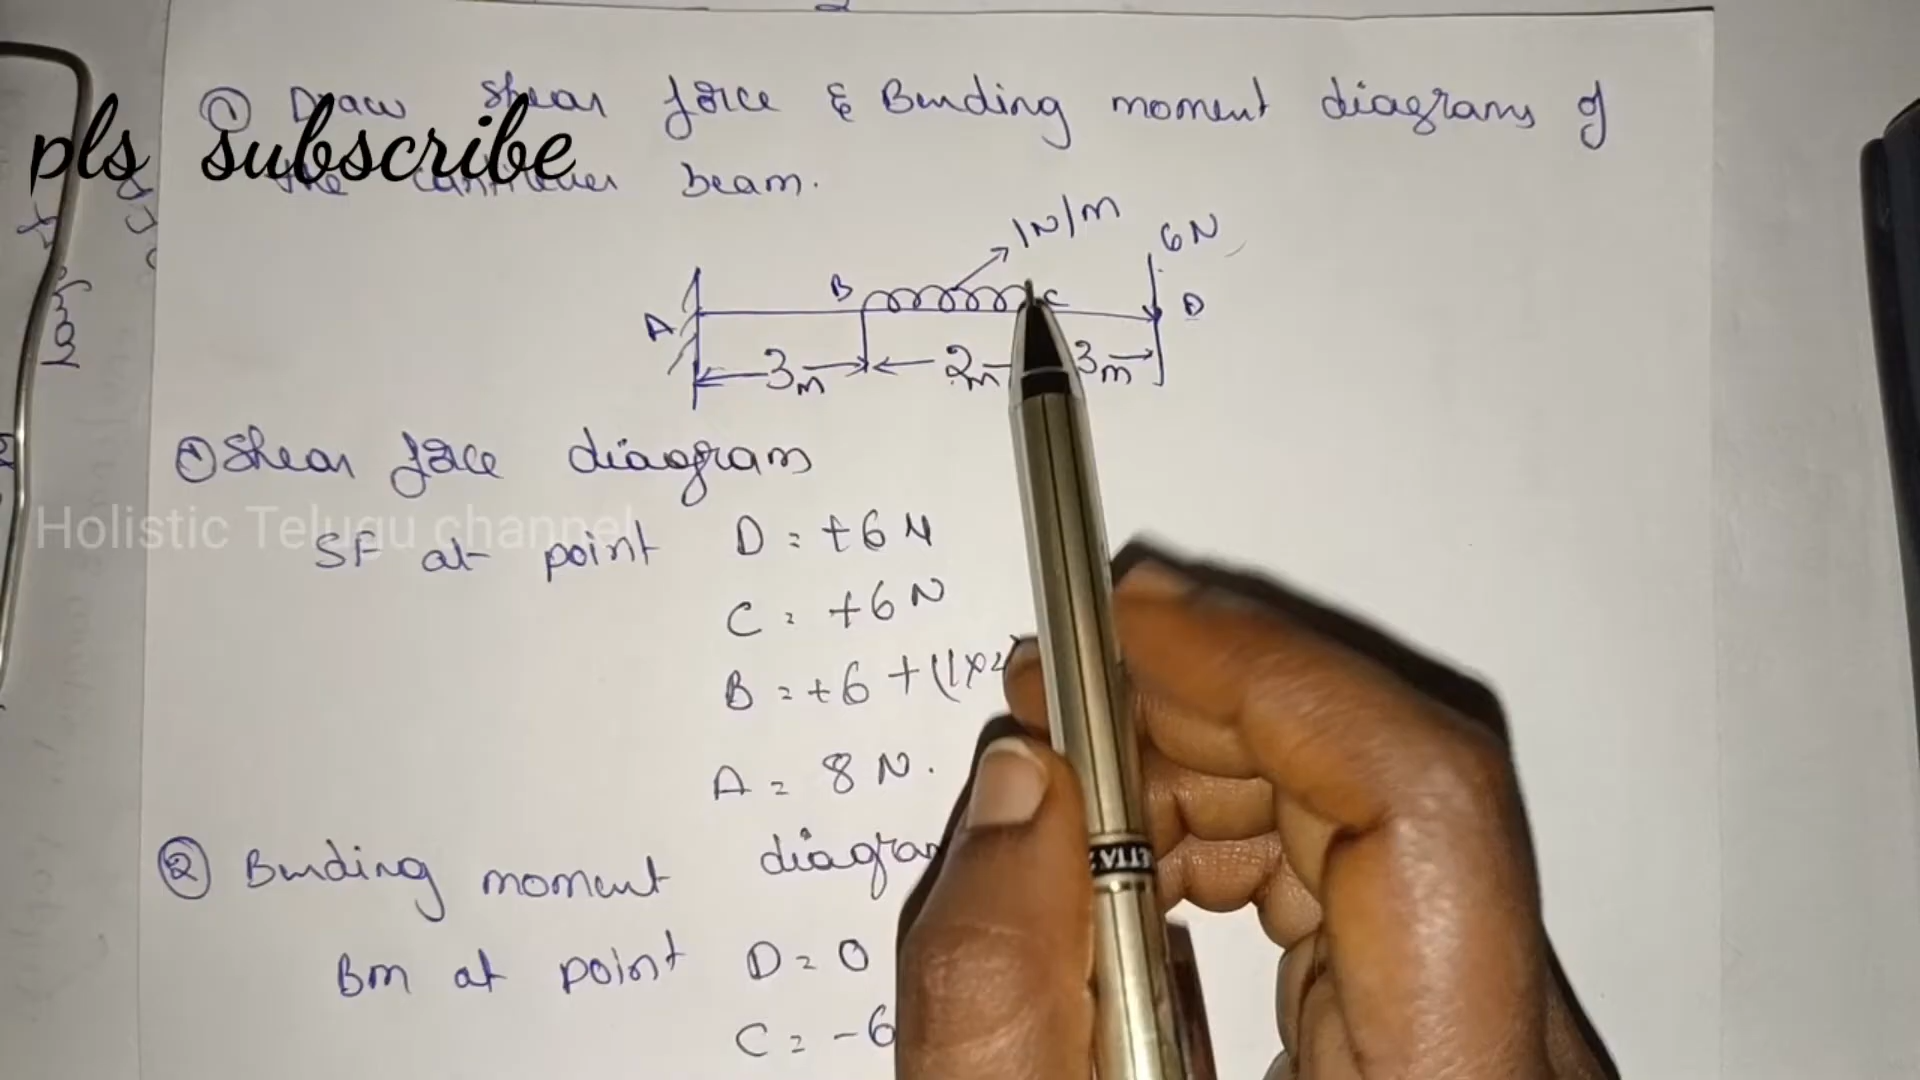 ① Draw shear force & Bending moment diagrams of
pls subscribe
the cantilever beam.
1N/m
6N
A
B
C
D
3m
2m
3m
① Shear force diagram
Holistic Telugu channel
SF at point D = +6 N
C = +6 N
B = +6 + (1×2
A = 8 N.
② Bending moment diagram
BM at point D = 0
C = -6